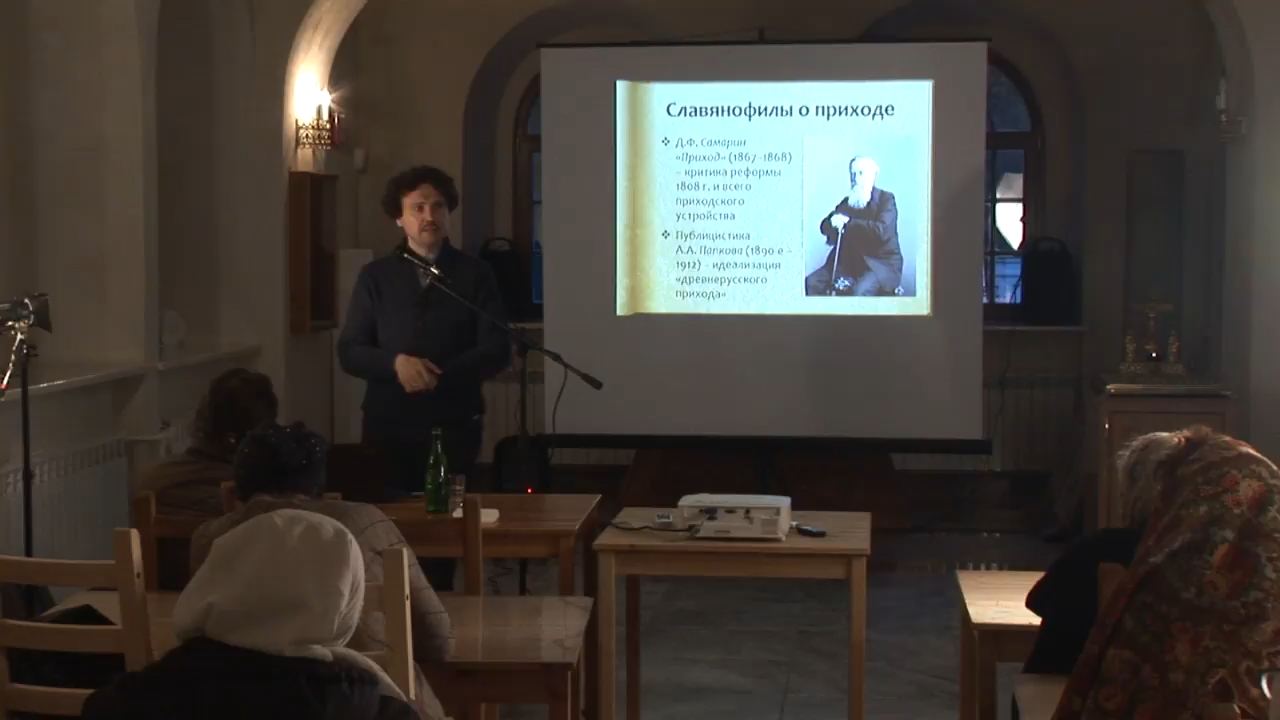 Славянофилы о приходе
❖ Д.Ф. Самарин
«Приход» (1867 -1868)
– критика реформы
1808 г. и всего
приходского
устройства
❖ Публицистика
А.А. Папкова (1890 е –
1912) – идеализация
«древнерусского
прихода»